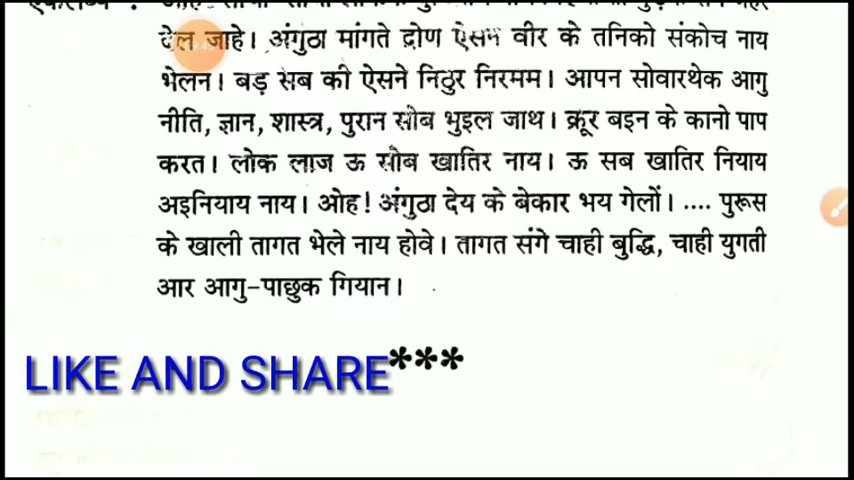 देल जाहे। अंगुठा मांगते द्रोण ऐसन वीर के तनिको संकोच नाय
भेलन। बड़ सब की ऐसने निठुर निरमम। आपन सोवारथेक आगु
नीति, ज्ञान, शास्त्र, पुरान सोब भुइल जाथ। क्रूर बइन के कानो पाप
करत। लोक लाज ऊ सोब खातिर नाय। ऊ सब खातिर नियाय
अइनियाय नाय। ओह! अंगुठा देय के बेकार भय गेलों। .... पुरूस
के खाली तागत भेले नाय होवे। तागत संगे चाही बुद्धि, चाही युगती
आर आगु-पाछुक गियान।
LIKE AND SHARE***